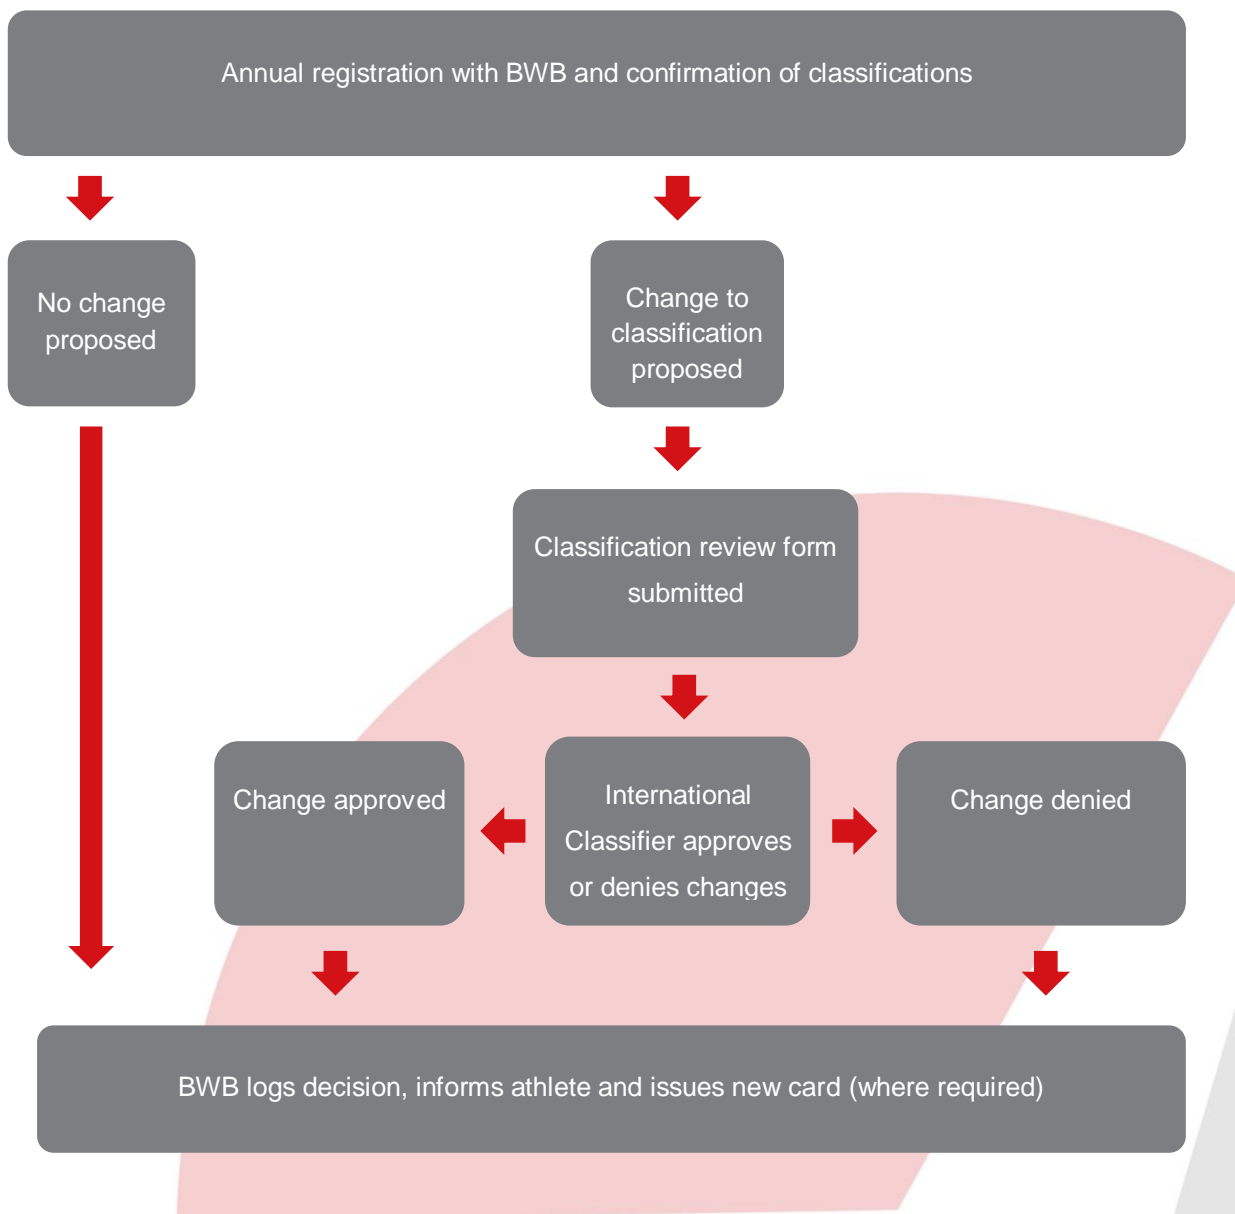 Annual registration with BWB and confirmation of classifications
No change
proposed
Change to
classification
proposed
Classification review form
submitted
Change approved
International
Classifier approves
or denies changes
Change denied
BWB logs decision, informs athlete and issues new card (where required)